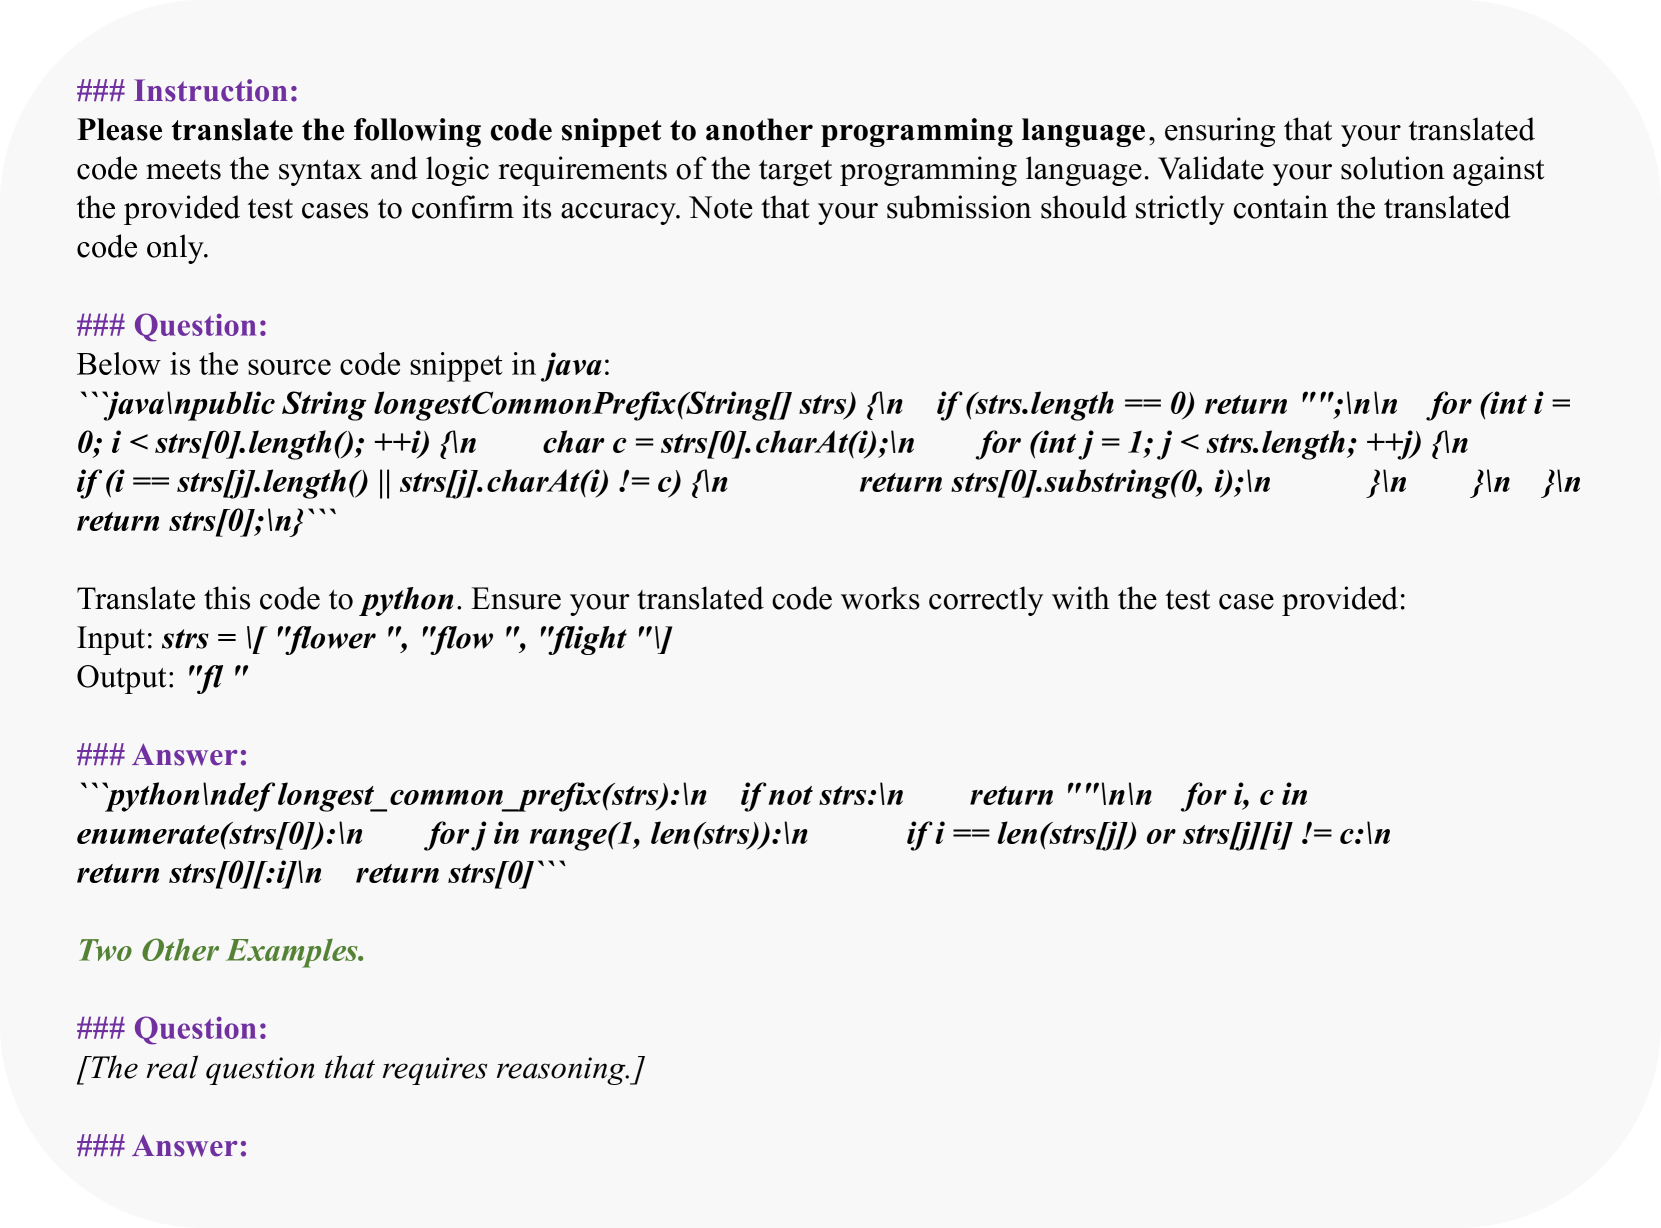 ### Instruction:
Please translate the following code snippet to another programming language, ensuring that your translated
code meets the syntax and logic requirements of the target programming language. Validate your solution against
the provided test cases to confirm its accuracy. Note that your submission should strictly contain the translated
code only.
### Question:
Below is the source code snippet in java:
```java\npublic String longestCommonPrefix(String[] strs) {\n    if (strs.length == 0) return "";\n\n    for (int i =
0; i < strs[0].length(); ++i) {\n        char c = strs[0].charAt(i);\n        for (int j = 1; j < strs.length; ++j) {\n
if (i == strs[j].length() || strs[j].charAt(i) != c) {\n                return strs[0].substring(0, i);\n            }\n        }\n    }\n
return strs[0];\n}```
Translate this code to python. Ensure your translated code works correctly with the test case provided:
Input: strs = \[ "flower ", "flow ", "flight "\]
Output: "fl "
### Answer:
```python\ndef longest_common_prefix(strs):\n    if not strs:\n        return ""\n\n    for i, c in
enumerate(strs[0]):\n        for j in range(1, len(strs)):\n            if i == len(strs[j]) or strs[j][i] != c:\n
return strs[0][:i]\n    return strs[0]```
Two Other Examples.
### Question:
[The real question that requires reasoning.]
### Answer: